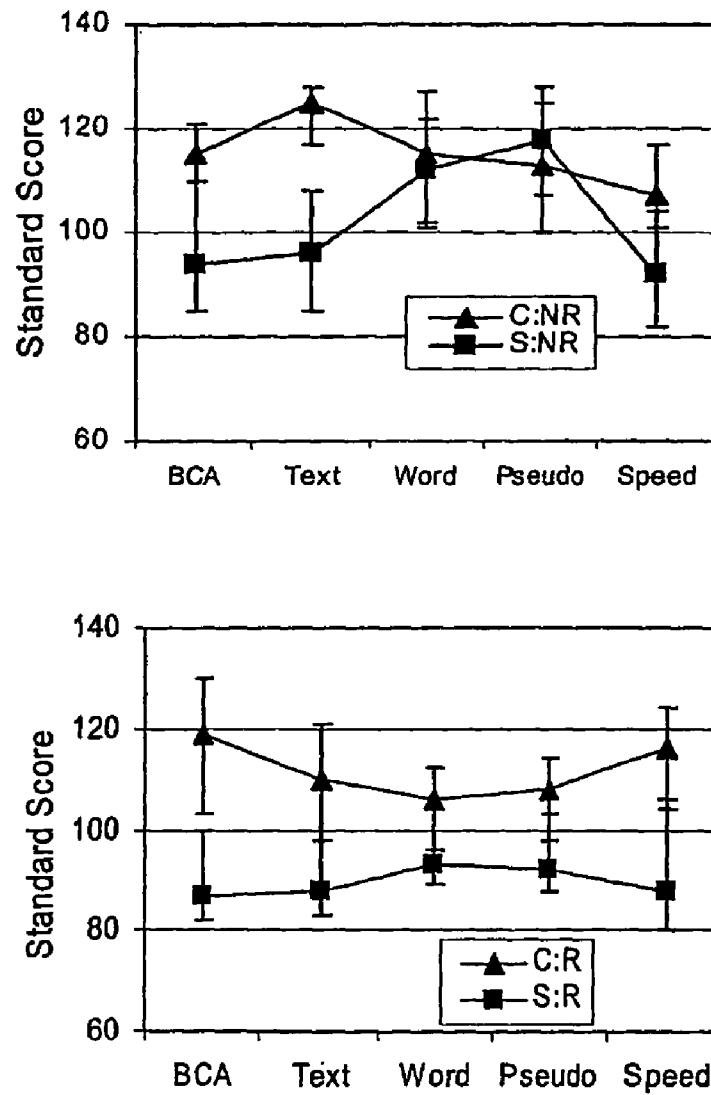 140
120
100
80
60
Standard Score
C:NR
S:NR
BCA Text Word Pseudo Speed
140
120
100
80
60
Standard Score
C:R
S:R
BCA Text Word Pseudo Speed